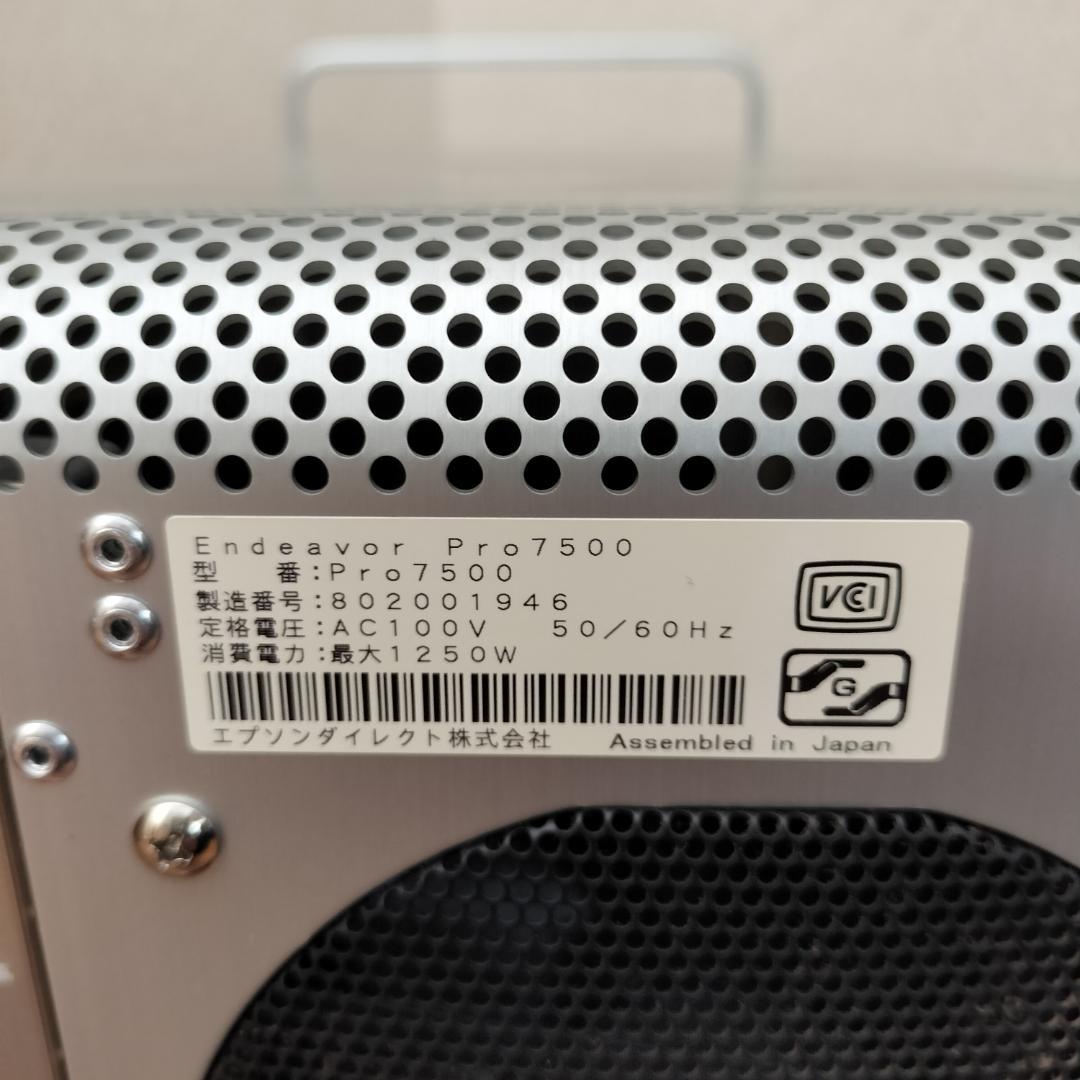 Endeavor Pro7500
型　　番：Pro7500
製造番号：802001946
定格電圧：AC100V　50／60Hz
消費電力：最大1250W
エプソンダイレクト株式会社　Assembled in Japan
VCCI
G